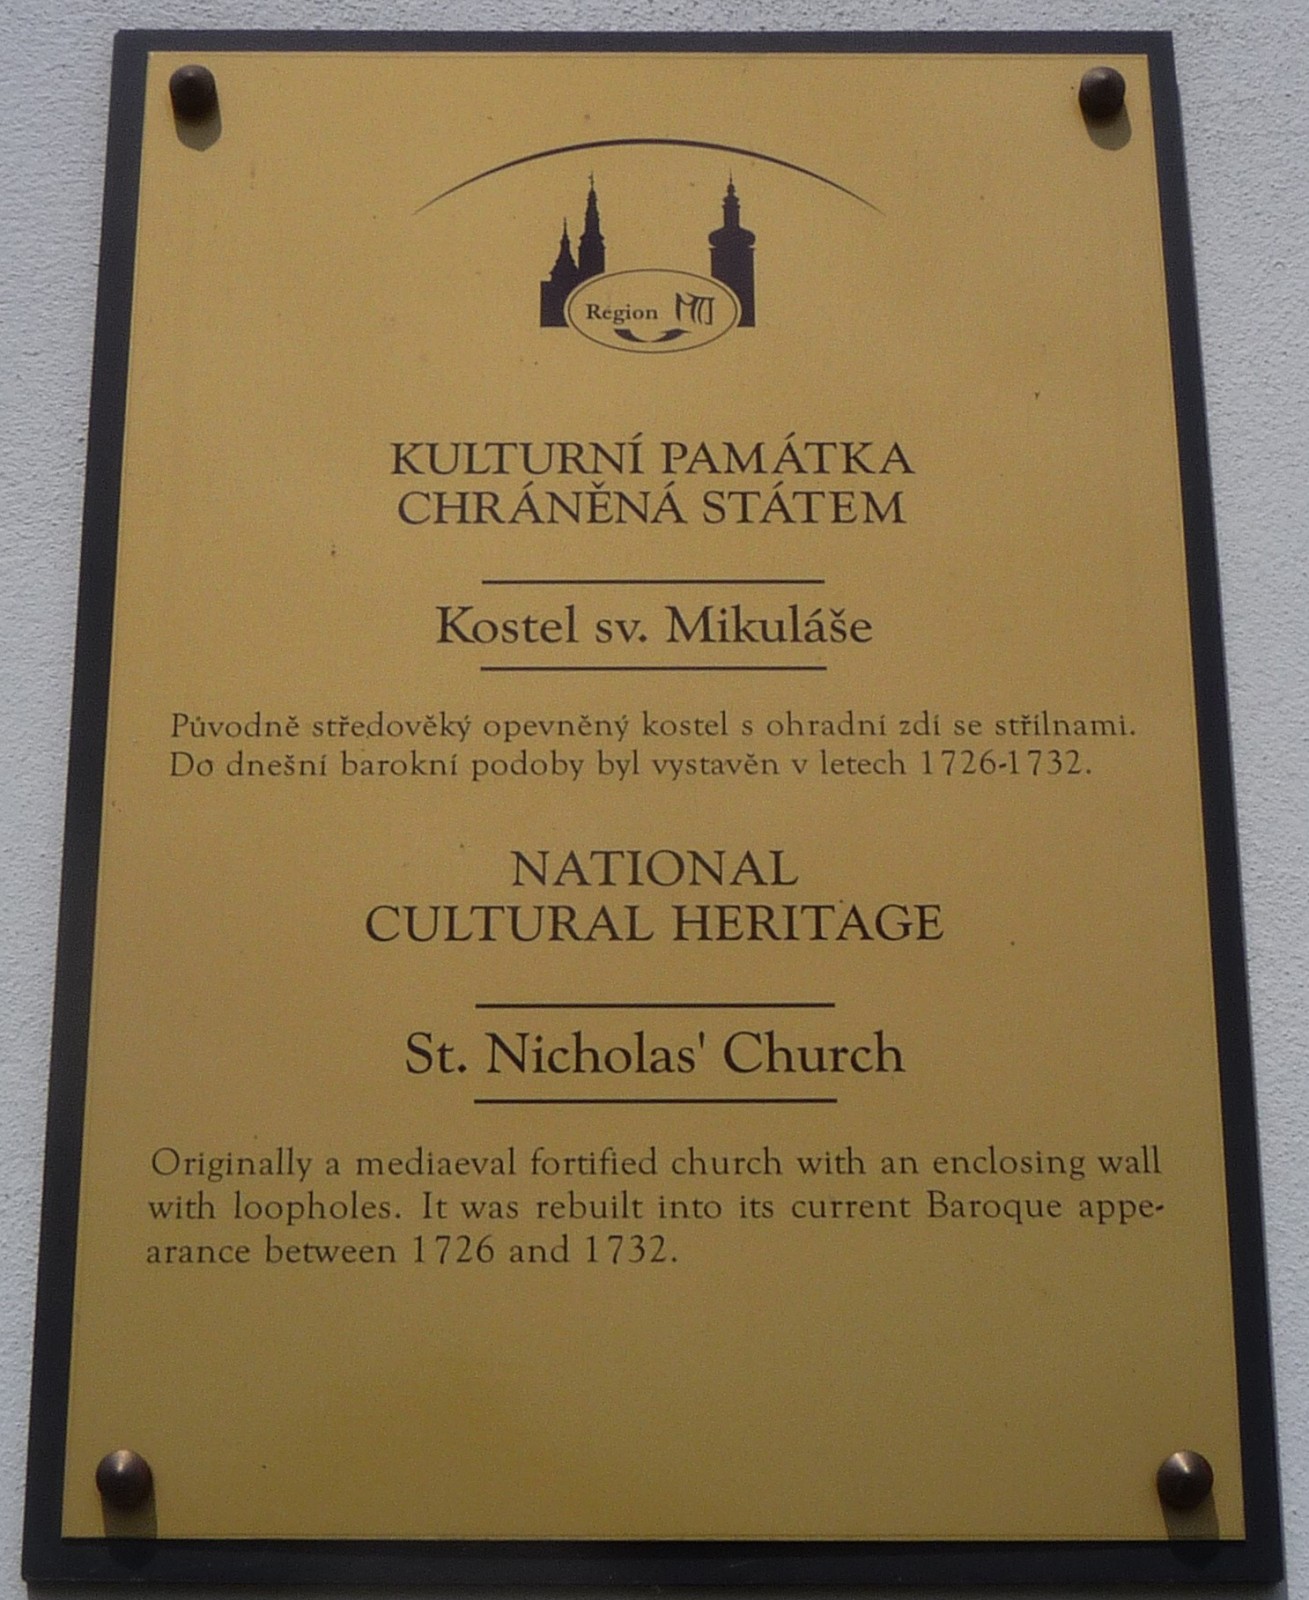 Region MTJ
KULTURNÍ PAMÁTKA
CHRÁNĚNÁ STÁTEM
Kostel sv. Mikuláše
Původně středověký opevněný kostel s ohradní zdí se střílnami.
Do dnešní barokní podoby byl vystavěn v letech 1726-1732.
NATIONAL
CULTURAL HERITAGE
St. Nicholas' Church
Originally a mediaeval fortified church with an enclosing wall
with loopholes. It was rebuilt into its current Baroque appe-
arance between 1726 and 1732.